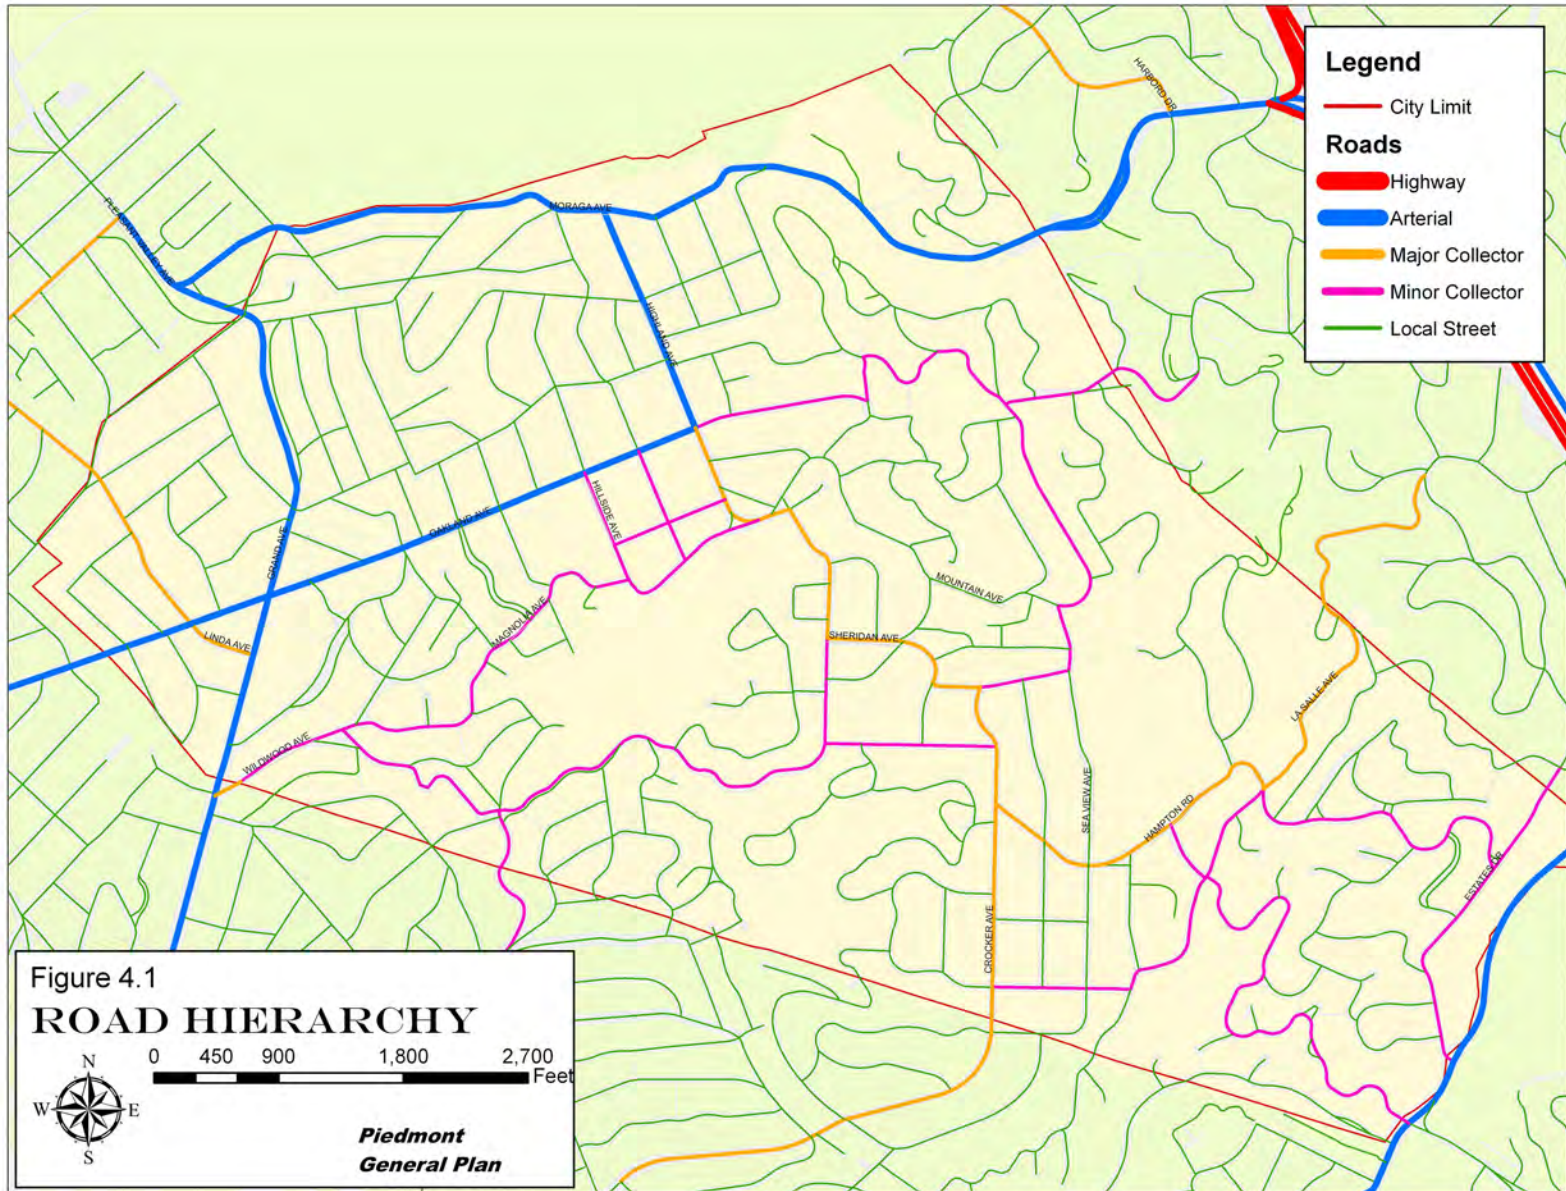 HARBORD DR
Legend
City Limit
Roads
Highway
Arterial
Major Collector
Minor Collector
Local Street
PLEASANT VALLEY AVE
MORAGA AVE
HIGHLAND AVE
HILLSIDE AVE
OAKLAND AVE
GRAND AVE
MOUNTAIN AVE
MAGNOLIA AVE
LINDA AVE
SHERIDAN AVE
LA SALLE AVE
WILDWOOD AVE
SEA VIEW AVE
HAMPTON RD
ESTATES DR
CROCKER AVE
Figure 4.1
ROAD HIERARCHY
0 450 900 1,800 2,700
Feet
N
W E
S
Piedmont
General Plan